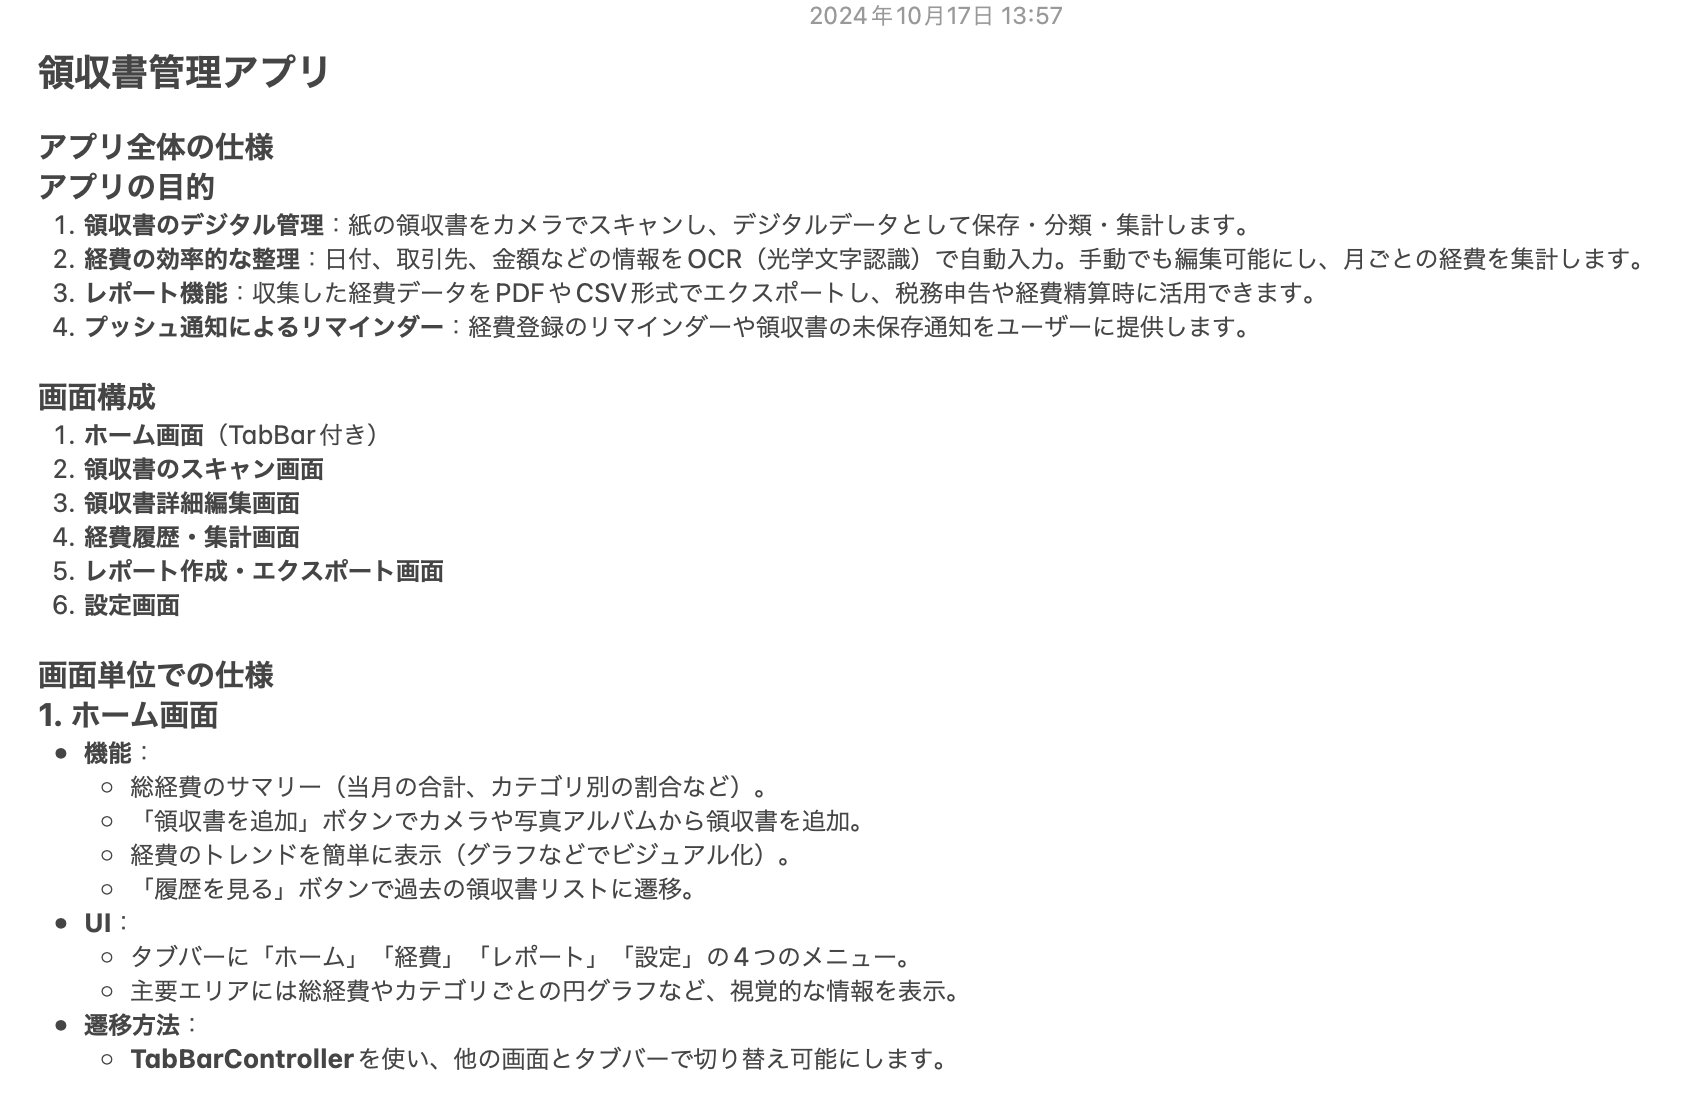 2024年10月17日 13:57
領収書管理アプリ
アプリ全体の仕様
アプリの目的
1. 領収書のデジタル管理：紙の領収書をカメラでスキャンし、デジタルデータとして保存・分類・集計します。
2. 経費の効率的な整理：日付、取引先、金額などの情報をOCR（光学文字認識）で自動入力。手動でも編集可能にし、月ごとの経費を集計します。
3. レポート機能：収集した経費データをPDFやCSV形式でエクスポートし、税務申告や経費精算時に活用できます。
4. プッシュ通知によるリマインダー：経費登録のリマインダーや領収書の未保存通知をユーザーに提供します。
画面構成
1. ホーム画面（TabBar付き）
2. 領収書のスキャン画面
3. 領収書詳細編集画面
4. 経費履歴・集計画面
5. レポート作成・エクスポート画面
6. 設定画面
画面単位での仕様
1. ホーム画面
• 機能：
◦ 総経費のサマリー（当月の合計、カテゴリ別の割合など）。
◦ 「領収書を追加」ボタンでカメラや写真アルバムから領収書を追加。
◦ 経費のトレンドを簡単に表示（グラフなどでビジュアル化）。
◦ 「履歴を見る」ボタンで過去の領収書リストに遷移。
• UI：
◦ タブバーに「ホーム」「経費」「レポート」「設定」の4つのメニュー。
◦ 主要エリアには総経費やカテゴリごとの円グラフなど、視覚的な情報を表示。
• 遷移方法：
◦ TabBarControllerを使い、他の画面とタブバーで切り替え可能にします。